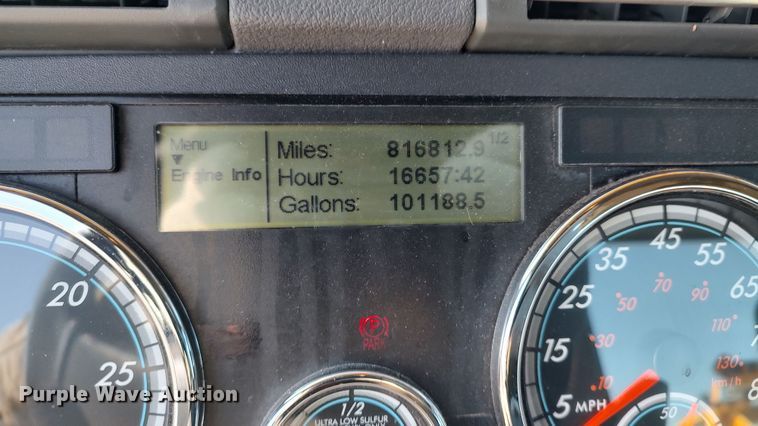 Menu
Engine Info
1/2
Miles: 816812.9
Hours: 16657:42
Gallons: 101188.5
20
25
PARK
1/2
ULTRA LOW SULFUR
5 MPH
15
25
35
45
55
65
10
30
50
70
90
110
130
km/h
50
Purple Wave Auction